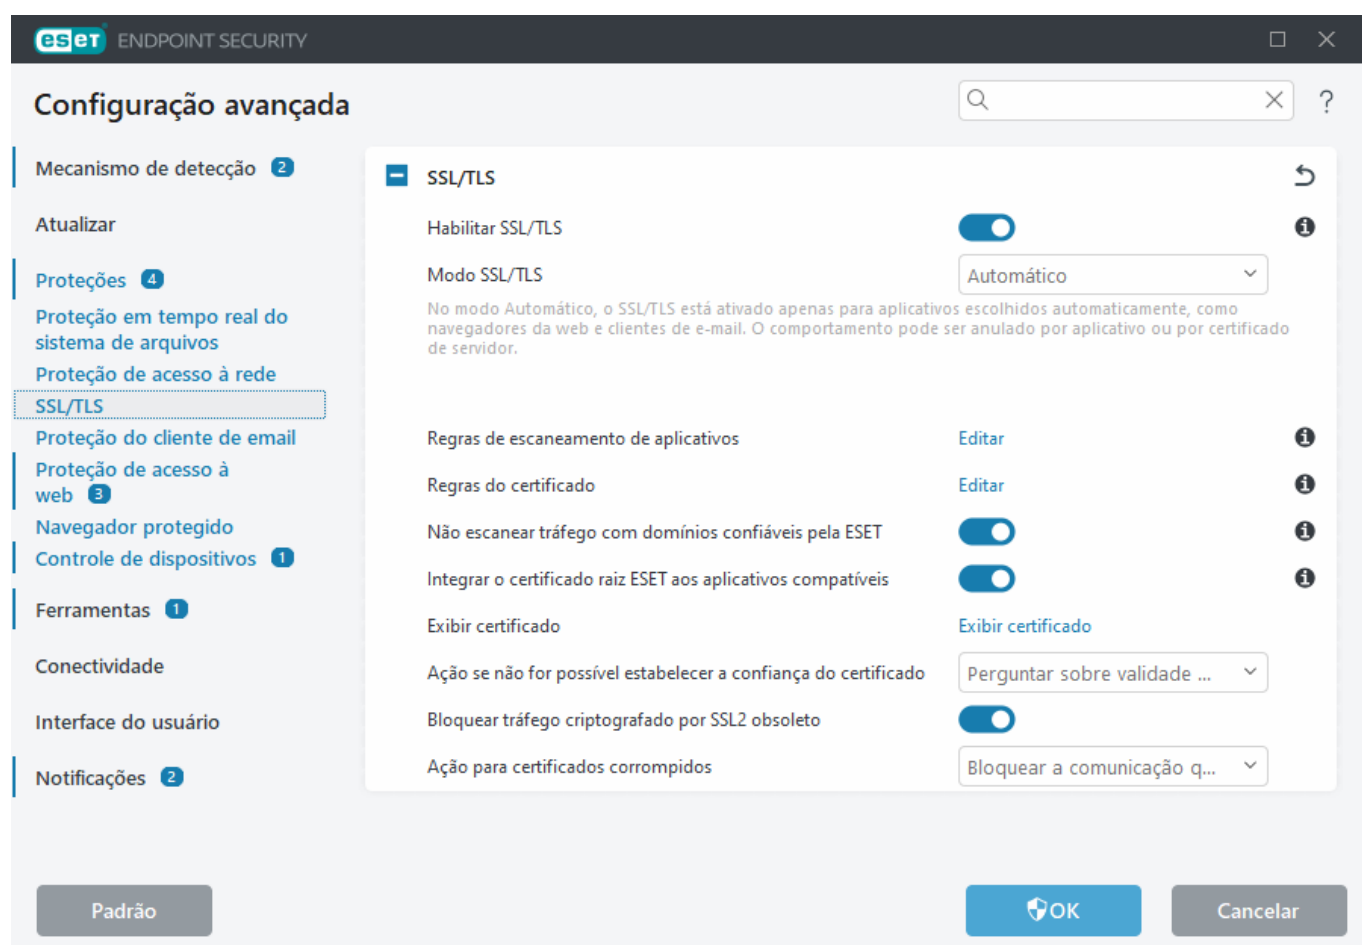 eset ENDPOINT SECURITY
Configuração avançada
?
Mecanismo de detecção 2
Atualizar
Proteções 4
Proteção em tempo real do
sistema de arquivos
Proteção de acesso à rede
SSL/TLS
Proteção do cliente de email
Proteção de acesso à
web 3
Navegador protegido
Controle de dispositivos 1
Ferramentas 1
Conectividade
Interface do usuário
Notificações 2
SSL/TLS
Habilitar SSL/TLS
Modo SSL/TLS Automático
No modo Automático, o SSL/TLS está ativado apenas para aplicativos escolhidos automaticamente, como
navegadores da web e clientes de e-mail. O comportamento pode ser anulado por aplicativo ou por certificado
de servidor.
Regras de escaneamento de aplicativos Editar
Regras do certificado Editar
Não escanear tráfego com domínios confiáveis pela ESET
Integrar o certificado raiz ESET aos aplicativos compatíveis
Exibir certificado Exibir certificado
Ação se não for possível estabelecer a confiança do certificado Perguntar sobre validade ...
Bloquear tráfego criptografado por SSL2 obsoleto
Ação para certificados corrompidos Bloquear a comunicação q...
Padrão OK Cancelar